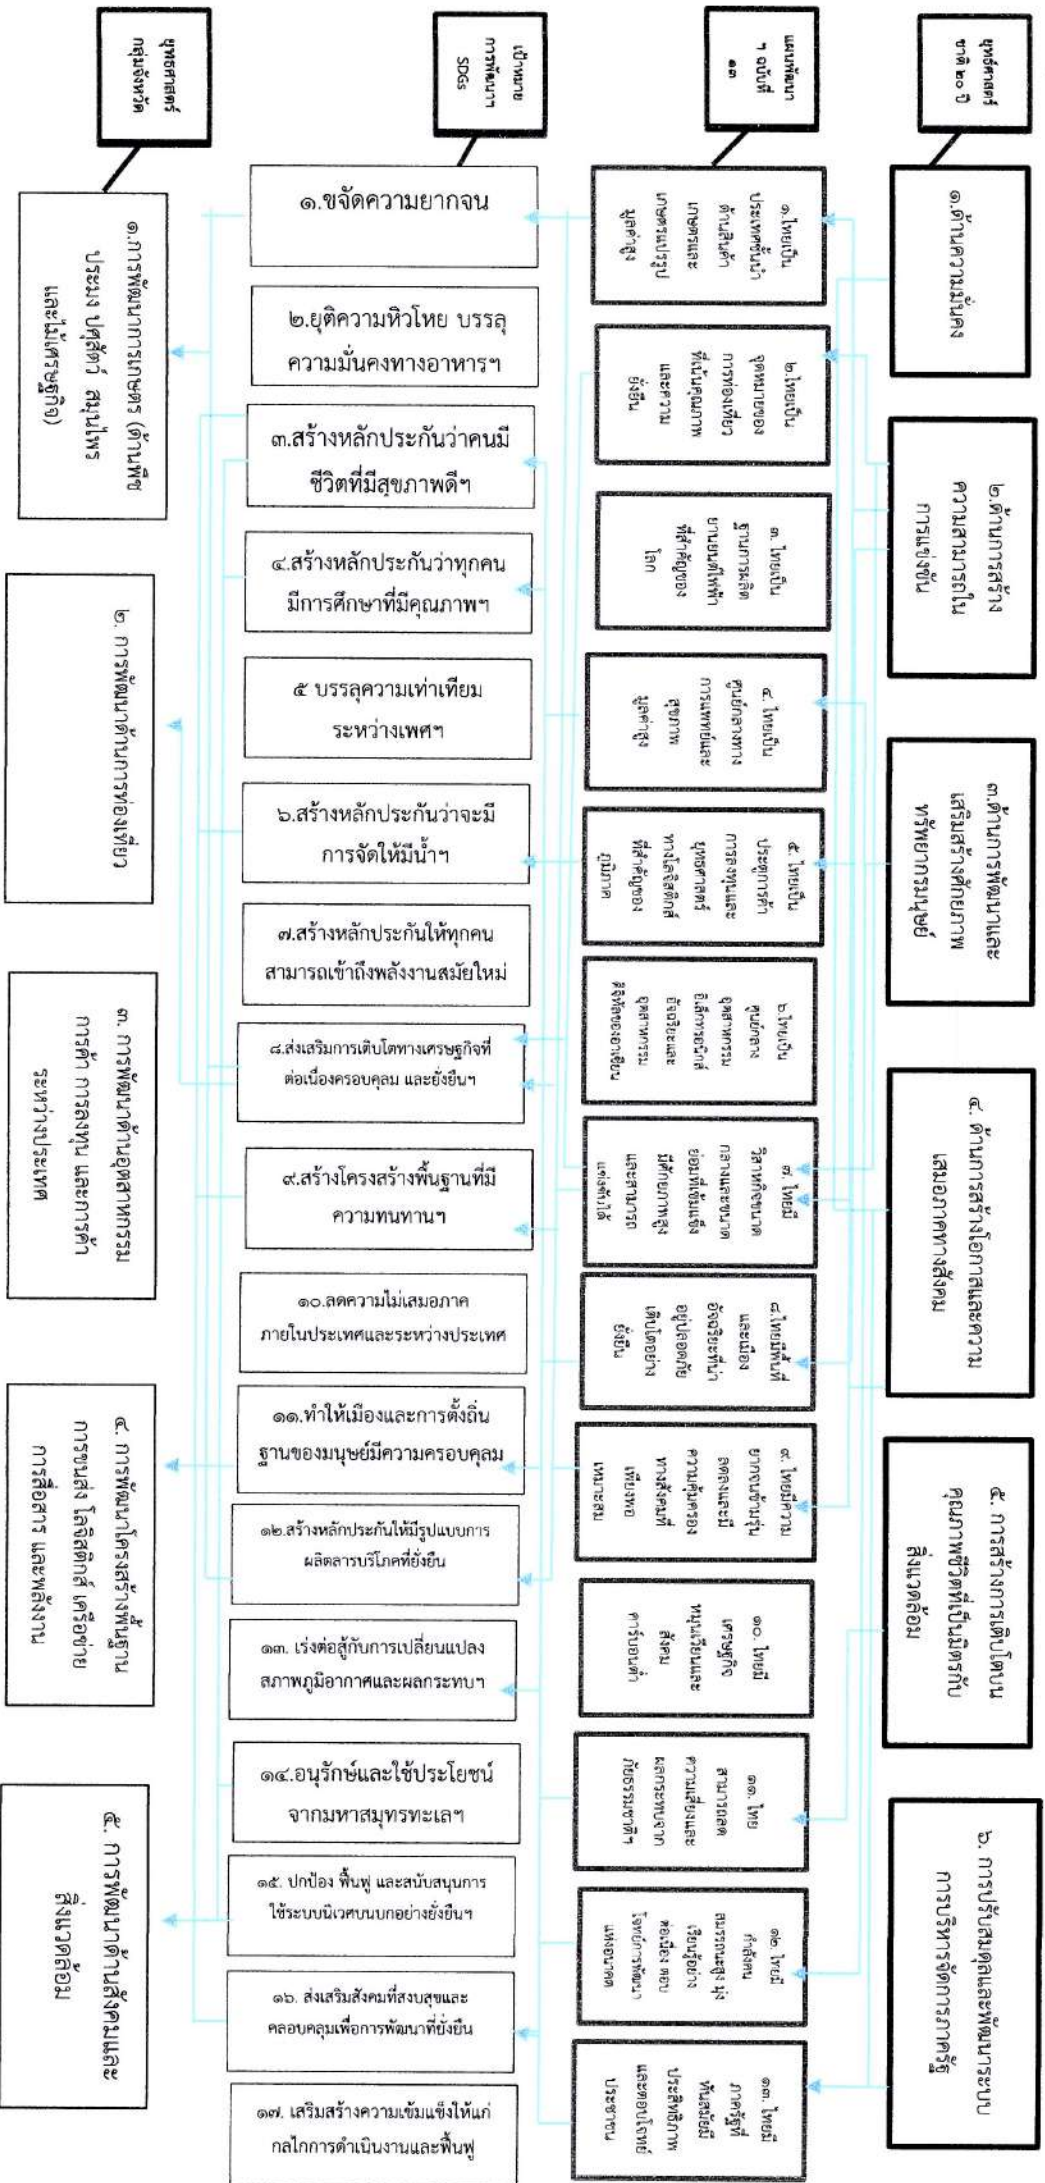 ยุทธ์ศาสตร์
ชาติ ๒๐ ปี
๑.ด้านความมั่นคง
๒.ด้านการสร้าง
ความสามารถใน
การแข่งขัน
๓.ด้านการพัฒนาและ
เสริมสร้างศักยภาพ
ทรัพยากรมนุษย์
๔. ด้านการสร้างโอกาสและความ
เสมอภาคทางสังคม
๕. การสร้างการเติบโตบน
คุณภาพชีวิตที่เป็นมิตรกับ
สิ่งแวดล้อม
๖. การปรับสมดุลและพัฒนาระบบ
การบริหารจัดการภาครัฐ
แผนพัฒนา
ฯ ฉบับที่
๑๓
๑.ไทยเป็น
ประเทศชั้นนำ
ด้านสินค้า
เกษตรและ
เกษตรแปรรูป
มูลค่าสูง
๒.ไทยเป็น
จุดหมายของ
การท่องเที่ยว
ที่เน้นคุณภาพ
และความ
ยั่งยืน
๓. ไทยเป็น
ฐานการผลิต
ยานยนต์ไฟฟ้า
ที่สำคัญของ
โลก
๔. ไทยเป็น
ศูนย์กลางทาง
การแพทย์และ
สุขภาพ
มูลค่าสูง
๕. ไทยเป็น
ประตูการค้า
การลงทุนและ
ยุทธศาสตร์
ทางโลจิสติกส์
ที่สำคัญของ
ภูมิภาค
๖.ไทยเป็น
ศูนย์กลาง
อุตสาหกรรม
อิเล็กทรอนิกส์
อัจฉริยะและ
อุตสาหกรรม
ดิจิทัลของอาเซียน
๗. ไทยมี
วิสาหกิจขนาด
กลางและขนาด
ย่อมที่เข้มแข็ง
มีศักยภาพสูง
และสามารถ
แข่งขันได้
๘.ไทยมีพื้นที่
และเมือง
อัจฉริยะที่น่า
อยู่ปลอดภัย
เติบโตอย่าง
ยั่งยืน
๙. ไทยมีความ
ยากจนข้ามรุ่น
ลดลงและมี
ความคุ้มครอง
ทางสังคมที่
เพียงพอ
เหมาะสม
๑๐. ไทยมี
เศรษฐกิจ
หมุนเวียนและ
สังคม
คาร์บอนต่ำ
๑๑. ไทย
สามารถลด
ความเสี่ยงและ
ผลกระทบจาก
ภัยธรรมชาติฯ
๑๒. ไทยมี
กำลังคน
สมรรถนะสูง มุ่ง
เรียนรู้อย่าง
ต่อเนื่อง ตอบ
โจทย์การพัฒนา
แห่งอนาคต
๑๓. ไทยมี
ภาครัฐที่
ทันสมัยมี
ประสิทธิภาพ
และตอบโจทย์
ประชาชน
เป้าหมาย
การพัฒนาฯ
SDGs
๑.ขจัดความยากจน
๒.ยุติความหิวโหย บรรลุ
ความมั่นคงทางอาหารฯ
๓.สร้างหลักประกันว่าคนมี
ชีวิตที่มีสุขภาพดีฯ
๔.สร้างหลักประกันว่าทุกคน
มีการศึกษาที่มีคุณภาพฯ
๕ บรรลุความเท่าเทียม
ระหว่างเพศฯ
๖.สร้างหลักประกันว่าจะมี
การจัดให้มีน้ำฯ
๗.สร้างหลักประกันให้ทุกคน
สามารถเข้าถึงพลังงานสมัยใหม่
๘.ส่งเสริมการเติบโตทางเศรษฐกิจที่
ต่อเนื่องครอบคุลม และยั่งยืนฯ
๙.สร้างโครงสร้างพื้นฐานที่มี
ความทนทานฯ
๑๐.ลดความไม่เสมอภาค
ภายในประเทศและระหว่างประเทศ
๑๑.ทำให้เมืองและการตั้งถิ่น
ฐานของมนุษย์มีความครอบคุลม
๑๒.สร้างหลักประกันให้มีรูปแบบการ
ผลิตลารบริโภคที่ยั่งยืน
๑๓. เร่งต่อสู้กับการเปลี่ยนแปลง
สภาพภูมิอากาศและผลกระทบฯ
๑๔.อนุรักษ์และใช้ประโยชน์
จากมหาสมุทรทะเลฯ
๑๕. ปกป้อง ฟื้นฟู และสนับสนุนการ
ใช้ระบบนิเวศบนบกอย่างยั่งยืนฯ
๑๖. ส่งเสริมสังคมที่สงบสุขและ
คลอบคลุมเพื่อการพัฒนาที่ยั่งยืน
๑๗. เสริมสร้างความเข้มแข็งให้แก่
กลไกการดำเนินงานและฟื้นฟู
ยุทธศาสตร์
กลุ่มจังหวัด
๑.การพัฒนาการเกษตร (ด้านพืช
ประมง ปศุสัตว์ สมุนไพร
และไม้เศรษฐกิจ)
๒. การพัฒนาด้านการท่องเที่ยว
๓. การพัฒนาด้านอุตสาหกรรม
การค้า การลงทุน และการค้า
ระหว่างประเทศ
๔. การพัฒนาโครงสร้างพื้นฐาน
การขนส่ง โลจิสติกส์ เครือข่าย
การสื่อสาร และพลังงาน
๕. การพัฒนาด้านสังคมและ
สิ่งแวดล้อม